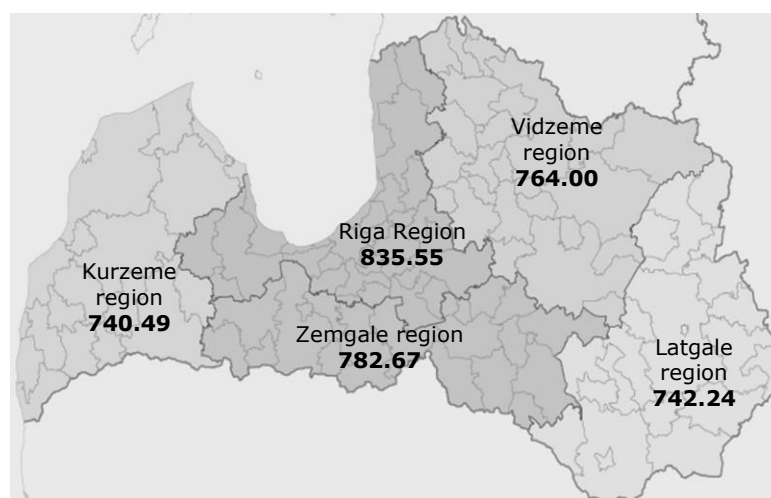 Vidzeme
region
764.00
Riga Region
835.55
Kurzeme
region
740.49
Zemgale region
782.67
Latgale
region
742.24